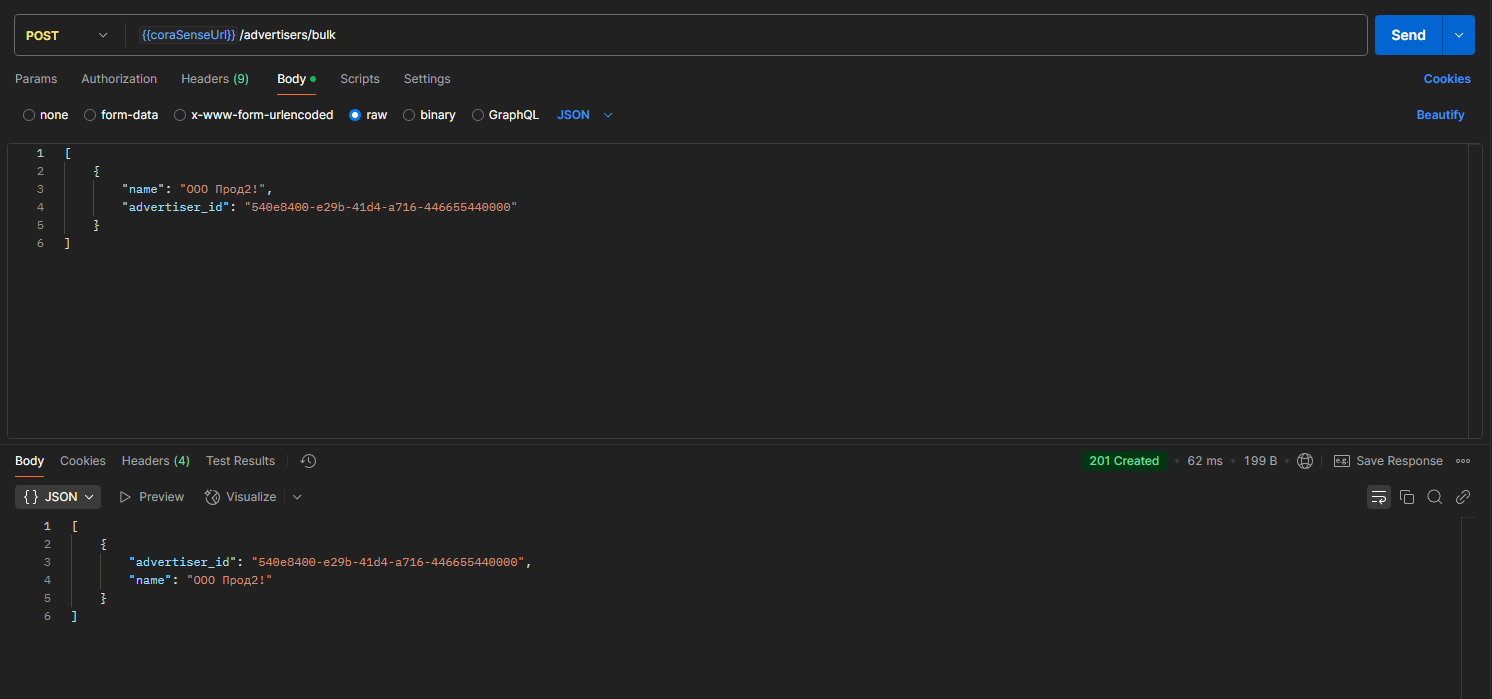 POST {{coraSenseUrl}} /advertisers/bulk Send
Params Authorization Headers (9) Body Scripts Settings Cookies
none form-data x-www-form-urlencoded raw binary GraphQL JSON Beautify
1 [
2 {
3 "name": "ООО Прод2!",
4 "advertiser_id": "540e8400-e29b-41d4-a716-446655440000"
5 }
6 ]
Body Cookies Headers (4) Test Results 201 Created 62 ms 199 B e.g. Save Response
{} JSON Preview Visualize
1 [
2 {
3 "advertiser_id": "540e8400-e29b-41d4-a716-446655440000",
4 "name": "ООО Прод2!"
5 }
6 ]